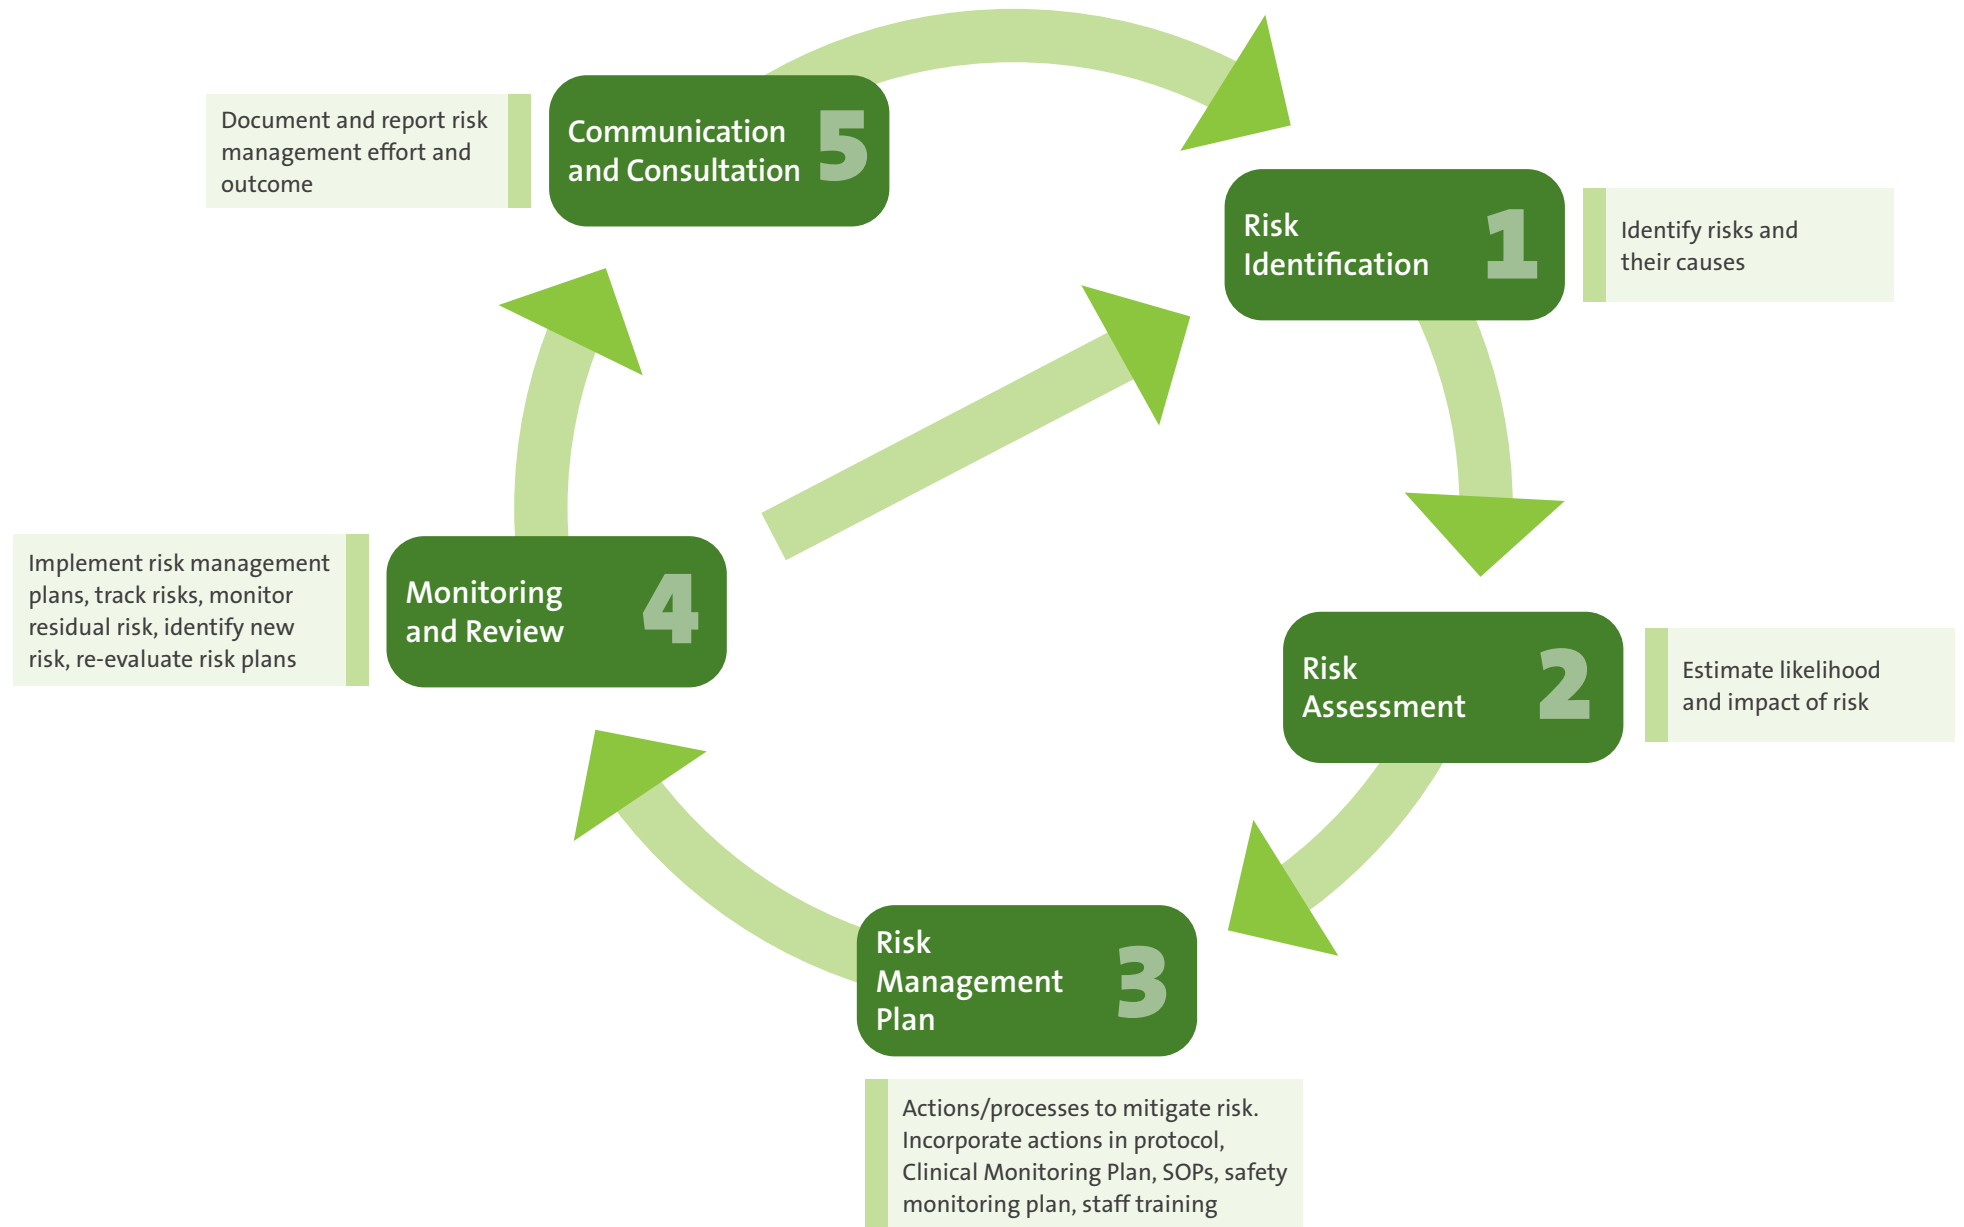 Document and report risk
management effort and
outcome
Communication
and Consultation
5
Risk
Identification
1
Identify risks and
their causes
Implement risk management
plans, track risks, monitor
residual risk, identify new
risk, re-evaluate risk plans
Monitoring
and Review
4
Risk
Assessment
2
Estimate likelihood
and impact of risk
Risk
Management
Plan
3
Actions/processes to mitigate risk.
Incorporate actions in protocol,
Clinical Monitoring Plan, SOPs, safety
monitoring plan, staff training